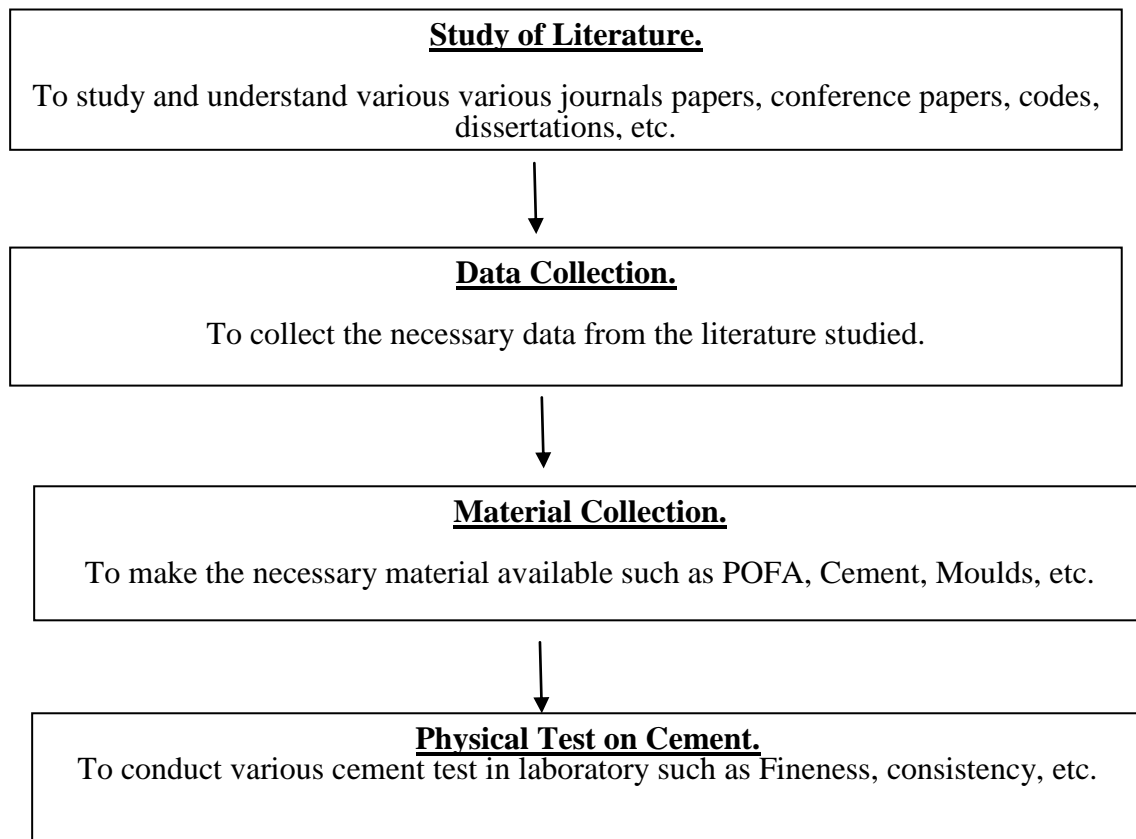 Study of Literature.
To study and understand various various journals papers, conference papers, codes,
dissertations, etc.
Data Collection.
To collect the necessary data from the literature studied.
Material Collection.
To make the necessary material available such as POFA, Cement, Moulds, etc.
Physical Test on Cement.
To conduct various cement test in laboratory such as Fineness, consistency, etc.